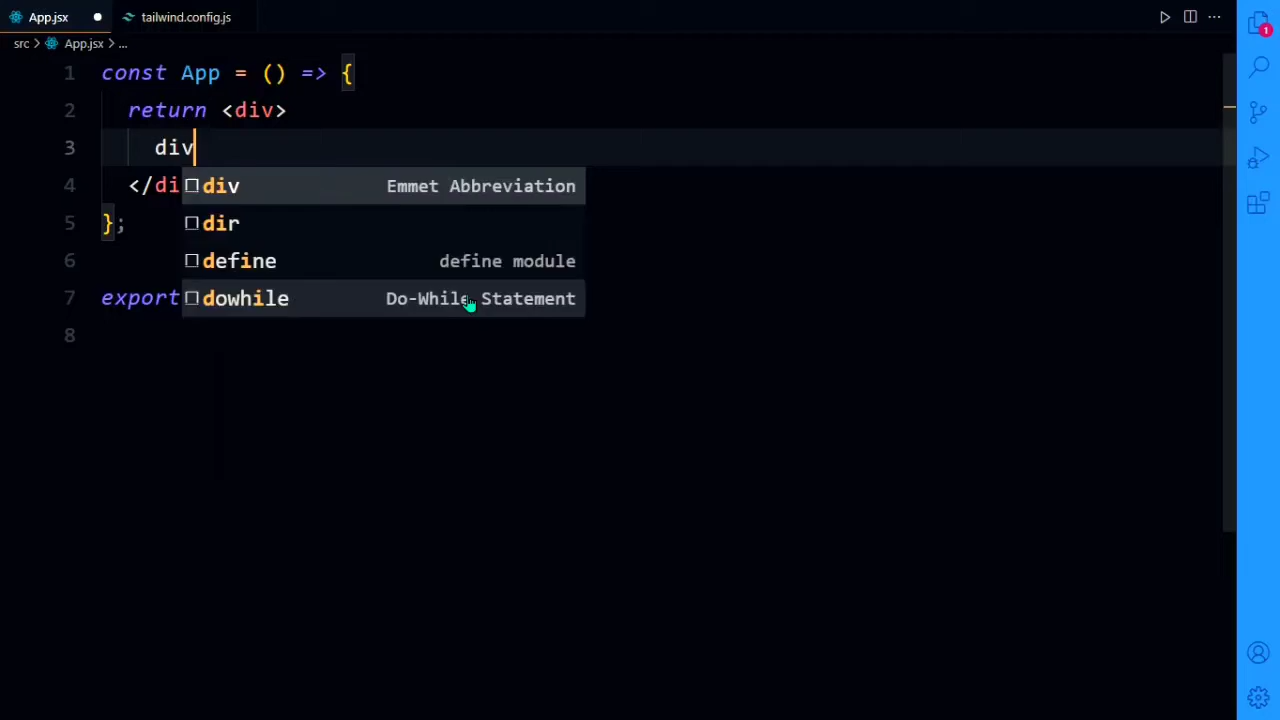 App.jsx
tailwind.config.js
src > App.jsx > ...
1 const App = () => {
2 return <div>
3 div
4 </di
div Emmet Abbreviation
5 };
dir
6
define define module
7 export
dowhile Do-While Statement
8
1